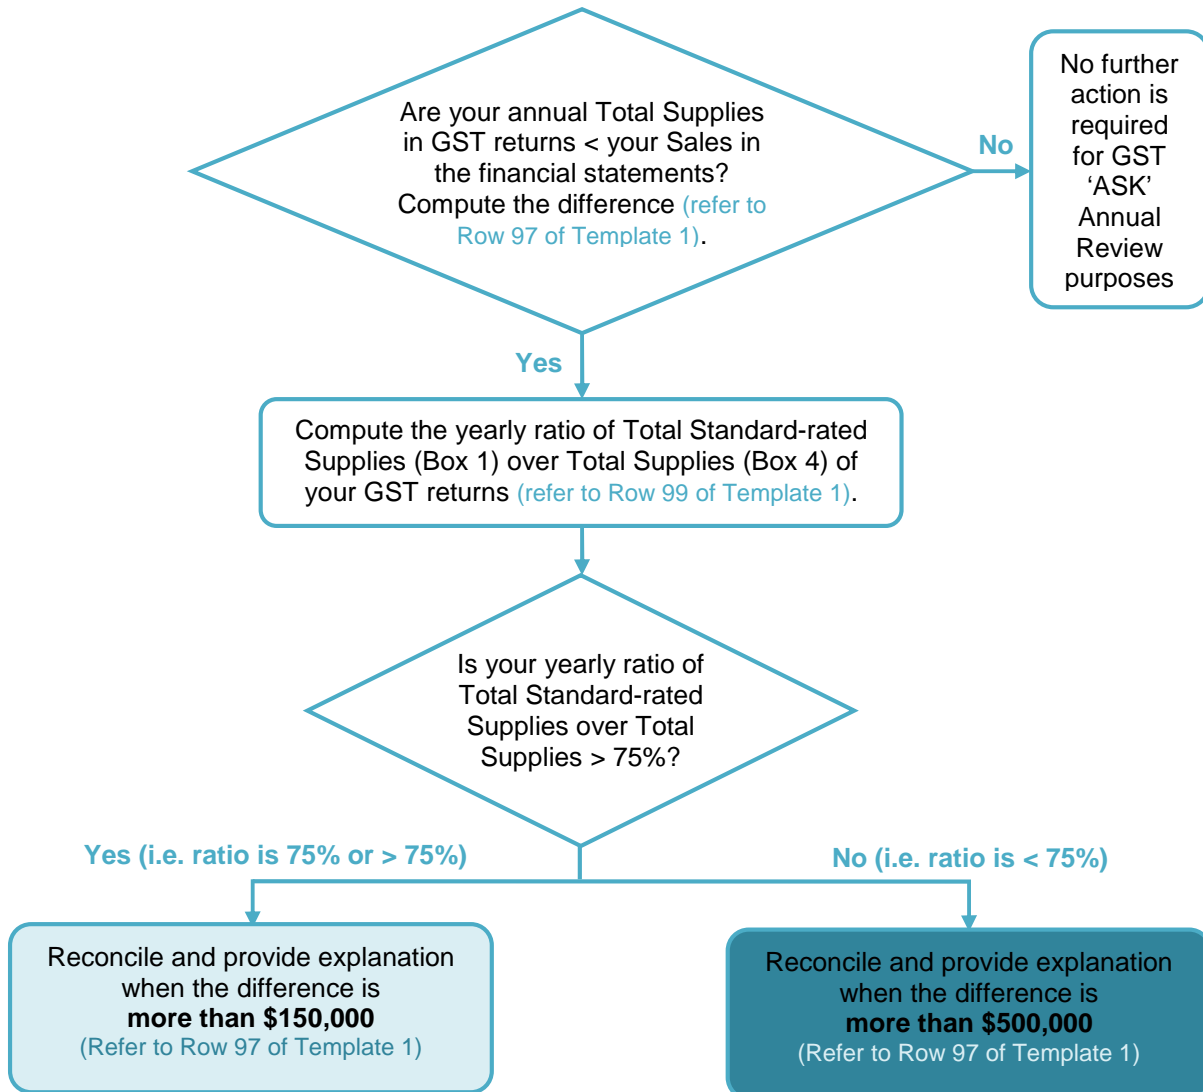 Are your annual Total Supplies
in GST returns < your Sales in
the financial statements?
Compute the difference (refer to
Row 97 of Template 1).
No
No further
action is
required
for GST
‘ASK’
Annual
Review
purposes
Yes
Compute the yearly ratio of Total Standard-rated
Supplies (Box 1) over Total Supplies (Box 4) of
your GST returns (refer to Row 99 of Template 1).
Is your yearly ratio of
Total Standard-rated
Supplies over Total
Supplies > 75%?
Yes (i.e. ratio is 75% or > 75%)
No (i.e. ratio is < 75%)
Reconcile and provide explanation
when the difference is
more than $150,000
(Refer to Row 97 of Template 1)
Reconcile and provide explanation
when the difference is
more than $500,000
(Refer to Row 97 of Template 1)